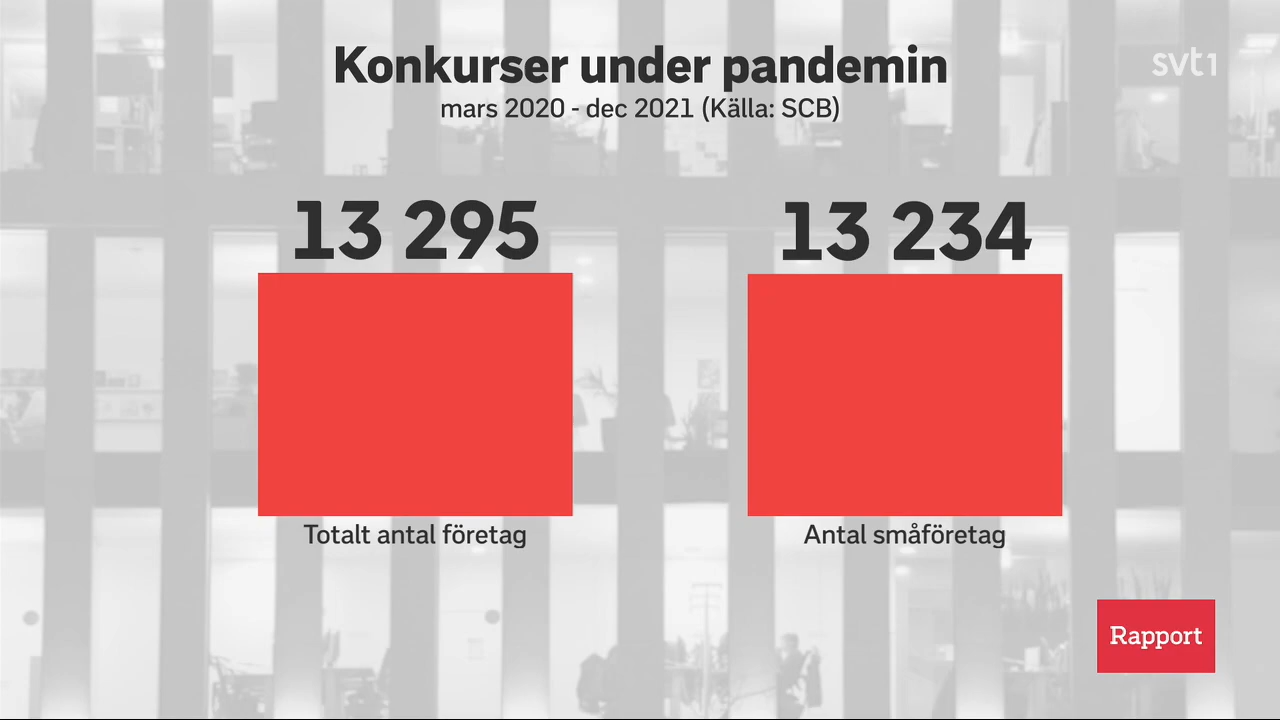 Konkurser under pandemin
svt1
mars 2020 - dec 2021 (Källa: SCB)
13 295
13 234
Totalt antal företag
Antal småföretag
Rapport